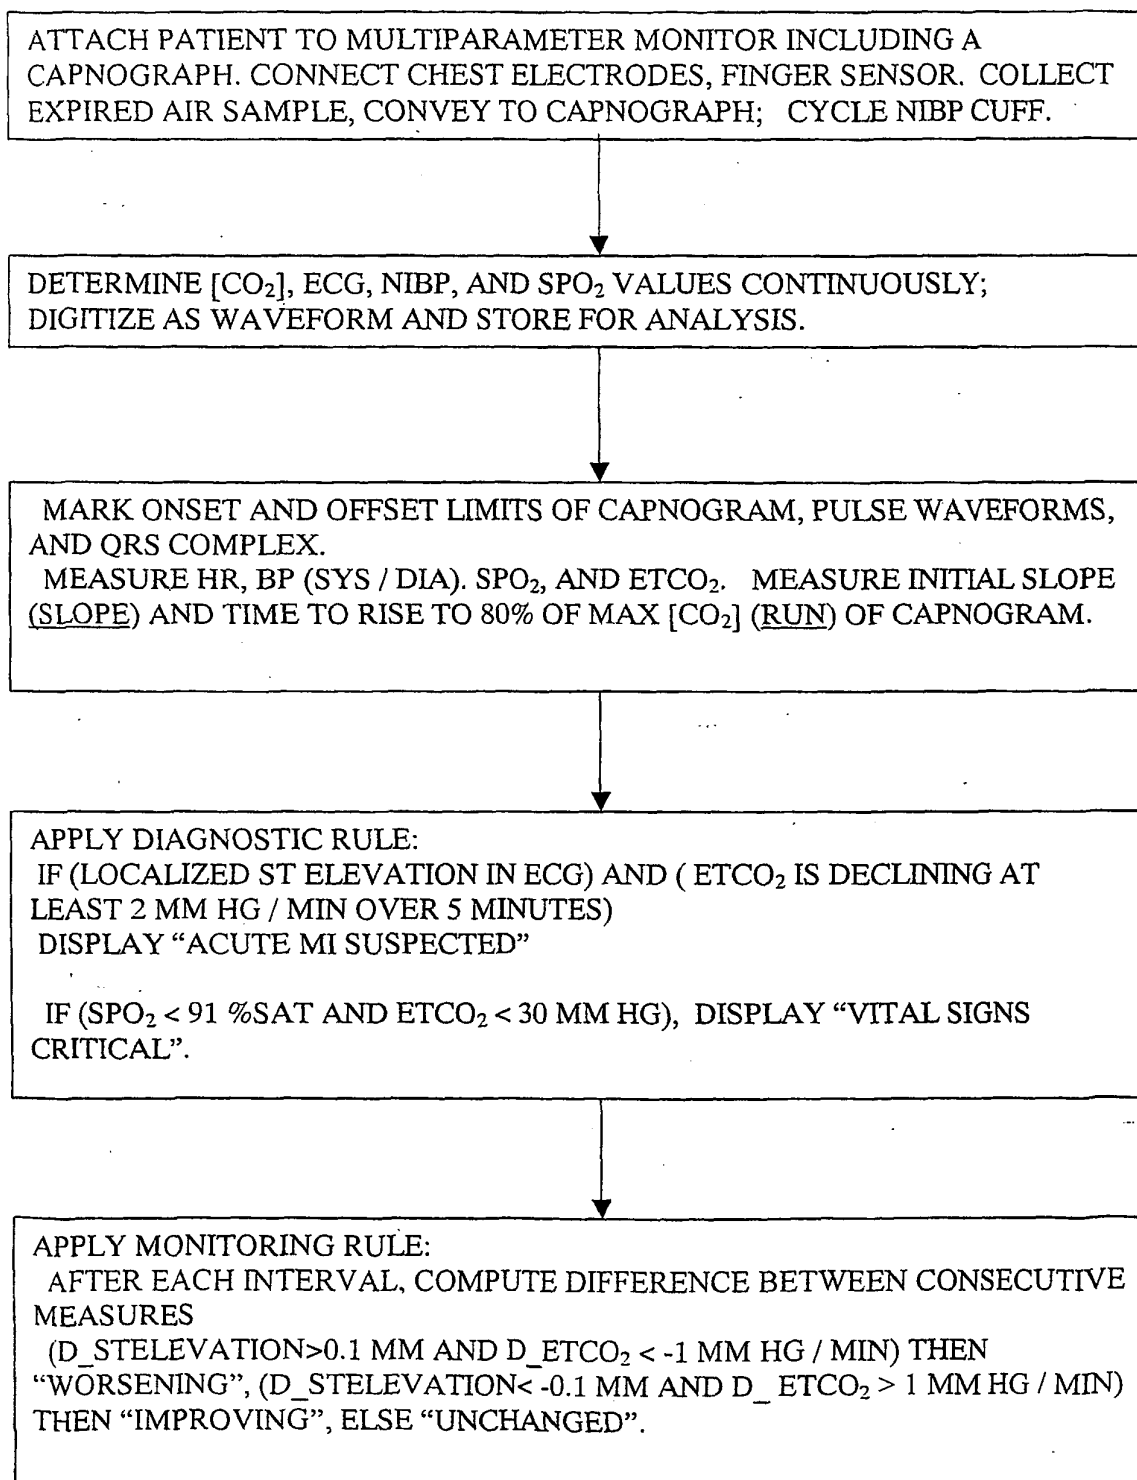 ATTACH PATIENT TO MULTIPARAMETER MONITOR INCLUDING A
CAPNOGRAPH. CONNECT CHEST ELECTRODES, FINGER SENSOR. COLLECT
EXPIRED AIR SAMPLE, CONVEY TO CAPNOGRAPH; CYCLE NIBP CUFF.
DETERMINE [CO₂], ECG, NIBP, AND SPO₂ VALUES CONTINUOUSLY;
DIGITIZE AS WAVEFORM AND STORE FOR ANALYSIS.
MARK ONSET AND OFFSET LIMITS OF CAPNOGRAM, PULSE WAVEFORMS,
AND QRS COMPLEX.
MEASURE HR, BP (SYS / DIA). SPO₂, AND ETCO₂. MEASURE INITIAL SLOPE
(SLOPE) AND TIME TO RISE TO 80% OF MAX [CO₂] (RUN) OF CAPNOGRAM.
APPLY DIAGNOSTIC RULE:
IF (LOCALIZED ST ELEVATION IN ECG) AND ( ETCO₂ IS DECLINING AT
LEAST 2 MM HG / MIN OVER 5 MINUTES)
DISPLAY “ACUTE MI SUSPECTED”
IF (SPO₂ < 91 %SAT AND ETCO₂ < 30 MM HG), DISPLAY “VITAL SIGNS
CRITICAL”.
APPLY MONITORING RULE:
AFTER EACH INTERVAL, COMPUTE DIFFERENCE BETWEEN CONSECUTIVE
MEASURES
(D_STELEVATION>0.1 MM AND D_ETCO₂ < -1 MM HG / MIN) THEN
“WORSENING”, (D_STELEVATION< -0.1 MM AND D_ ETCO₂ > 1 MM HG / MIN)
THEN “IMPROVING”, ELSE “UNCHANGED”.